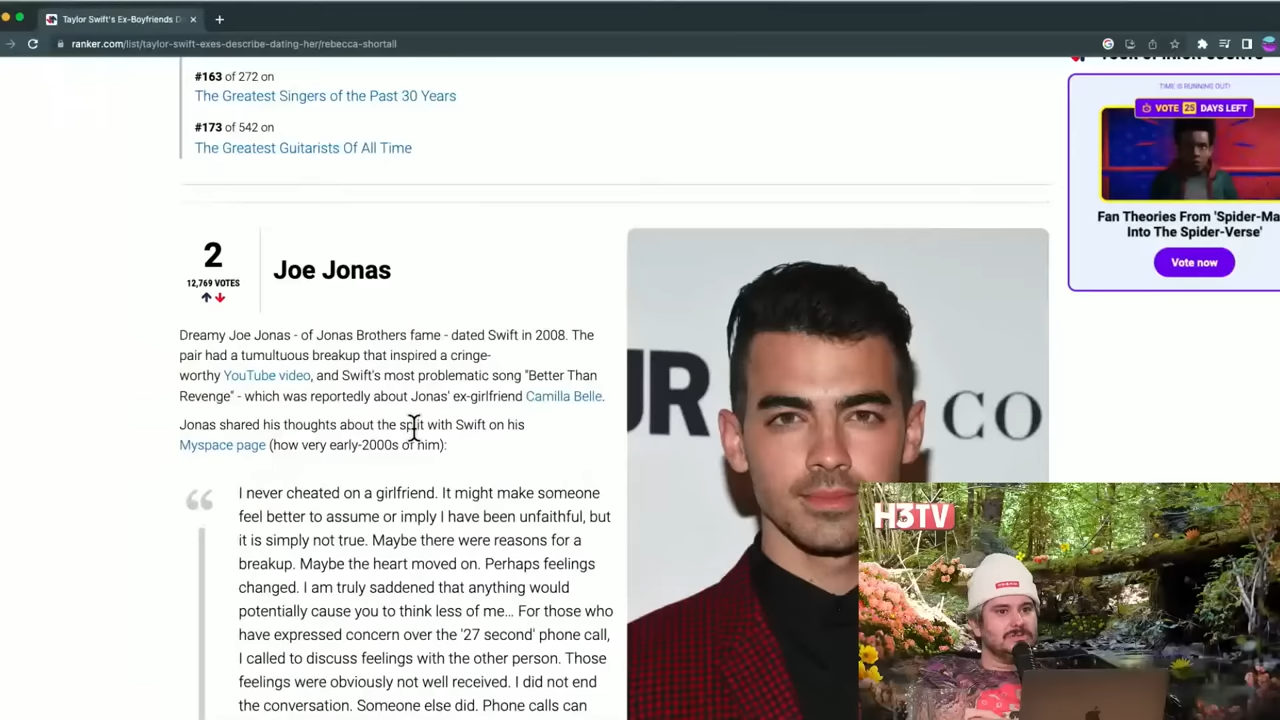 Taylor Swift's Ex-Boyfriends D
ranker.com/list/taylor-swift-exes-describe-dating-her/rebecca-shortall
#163 of 272 on
The Greatest Singers of the Past 30 Years
#173 of 542 on
The Greatest Guitarists Of All Time
TIME IS RUNNING OUT!
VOTE 25 DAYS LEFT
Fan Theories From 'Spider-Ma
Into The Spider-Verse'
Vote now
2
12,769 VOTES
Joe Jonas
Dreamy Joe Jonas - of Jonas Brothers fame - dated Swift in 2008. The
pair had a tumultuous breakup that inspired a cringe-
worthy YouTube video, and Swift's most problematic song "Better Than
Revenge" - which was reportedly about Jonas' ex-girlfriend Camilla Belle.
Jonas shared his thoughts about the split with Swift on his
Myspace page (how very early-2000s of him):
“
I never cheated on a girlfriend. It might make someone
feel better to assume or imply I have been unfaithful, but
it is simply not true. Maybe there were reasons for a
breakup. Maybe the heart moved on. Perhaps feelings
changed. I am truly saddened that anything would
potentially cause you to think less of me... For those who
have expressed concern over the '27 second' phone call,
I called to discuss feelings with the other person. Those
feelings were obviously not well received. I did not end
the conversation. Someone else did. Phone calls can
UR
CO
H3TV